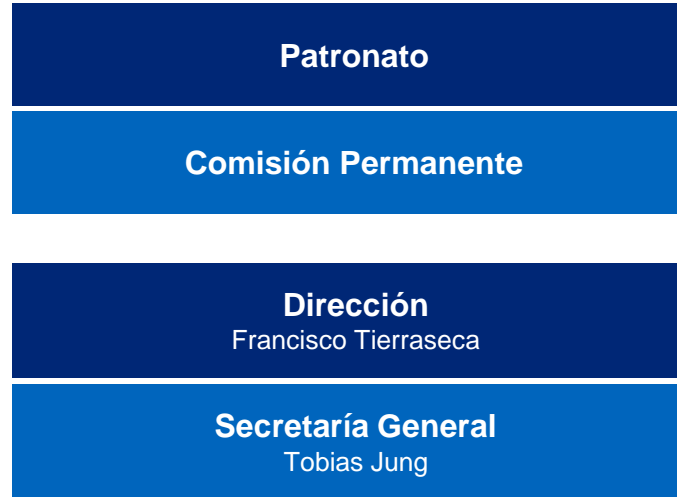 Patronato
Comisión Permanente
Dirección
Francisco Tierraseca
Secretaría General
Tobias Jung